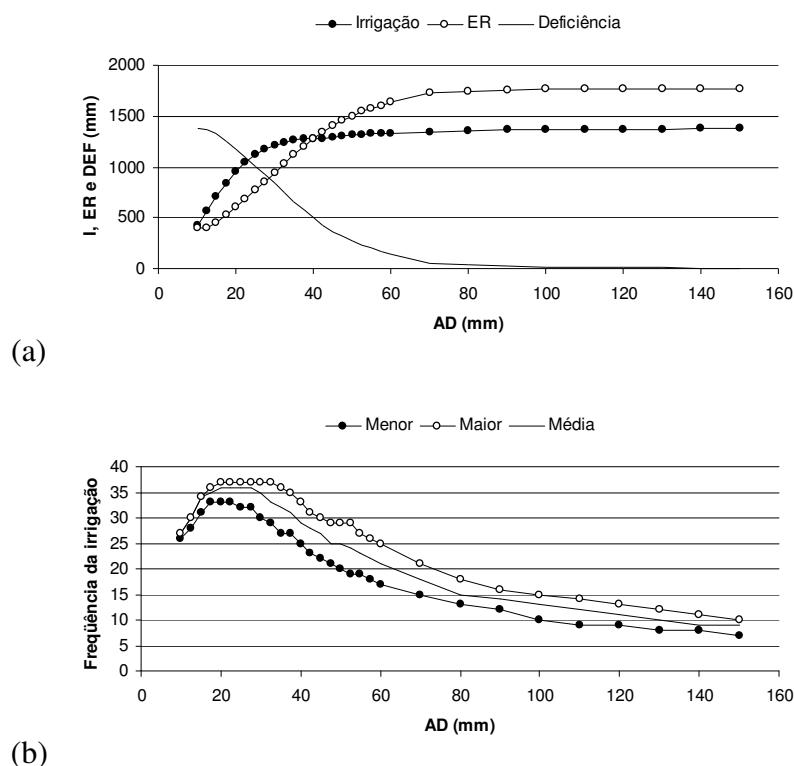 Irrigação ER Deficiência
I, ER e DEF (mm)
2000
1500
1000
500
0
0 20 40 60 80 100 120 140 160
AD (mm)
(a)
Menor Maior Média
Freqüência da irrigação
40
35
30
25
20
15
10
5
0
0 20 40 60 80 100 120 140 160
AD (mm)
(b)